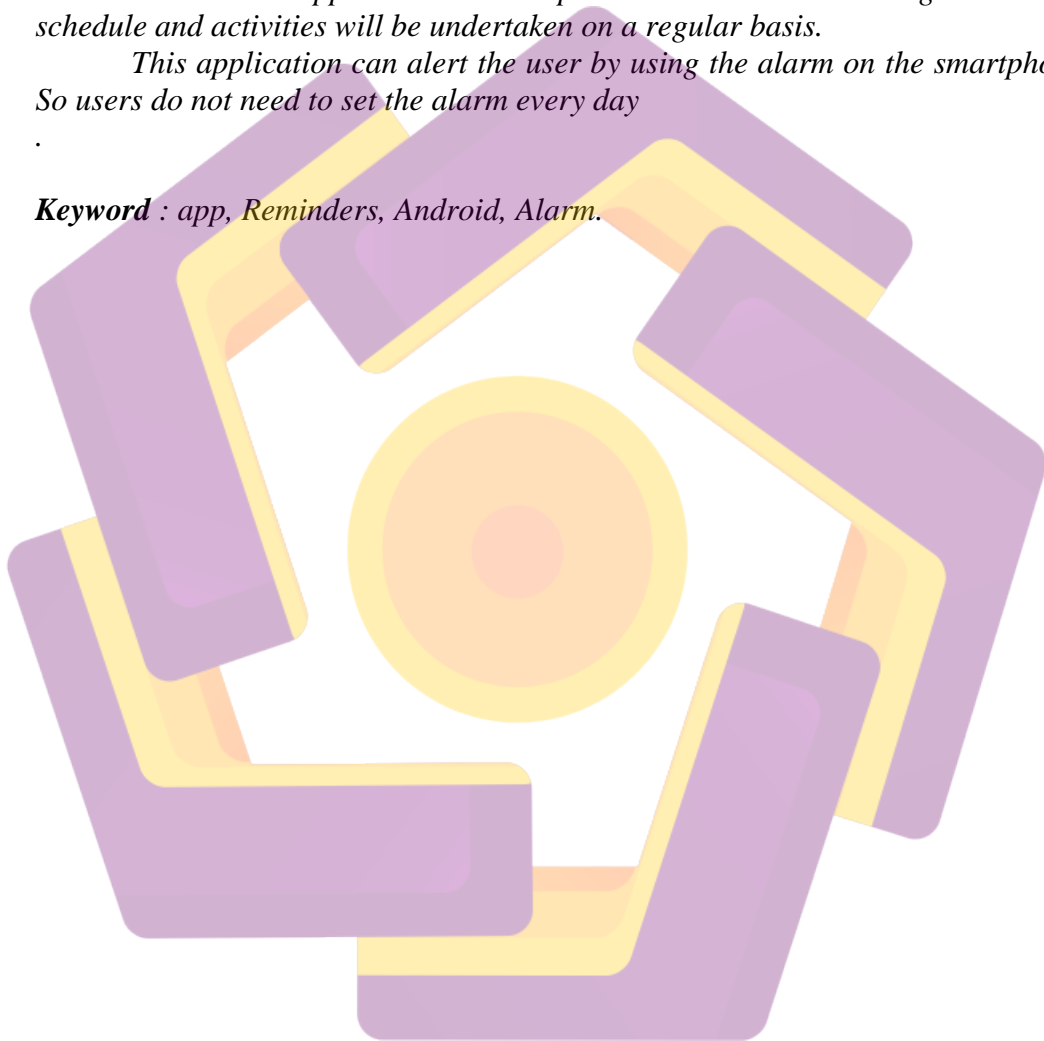 schedule and activities will be undertaken on a regular basis.
This application can alert the user by using the alarm on the
So users do not need to set the alarm every day
.
Keyword : app, Reminders, Android, Alarm.